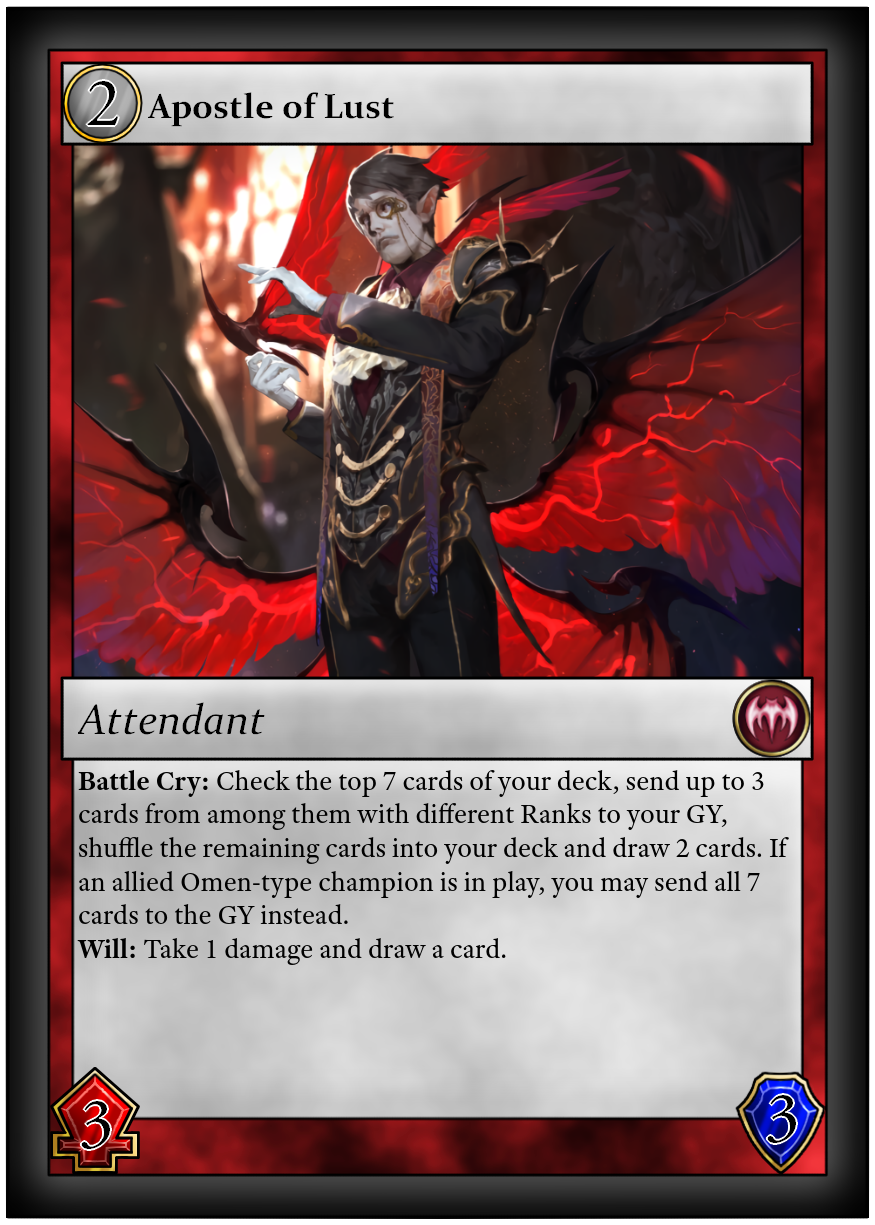 2 Apostle of Lust
Attendant
Battle Cry: Check the top 7 cards of your deck, send up to 3
cards from among them with different Ranks to your GY,
shuffle the remaining cards into your deck and draw 2 cards. If
an allied Omen-type champion is in play, you may send all 7
cards to the GY instead.
Will: Take 1 damage and draw a card.
3
3